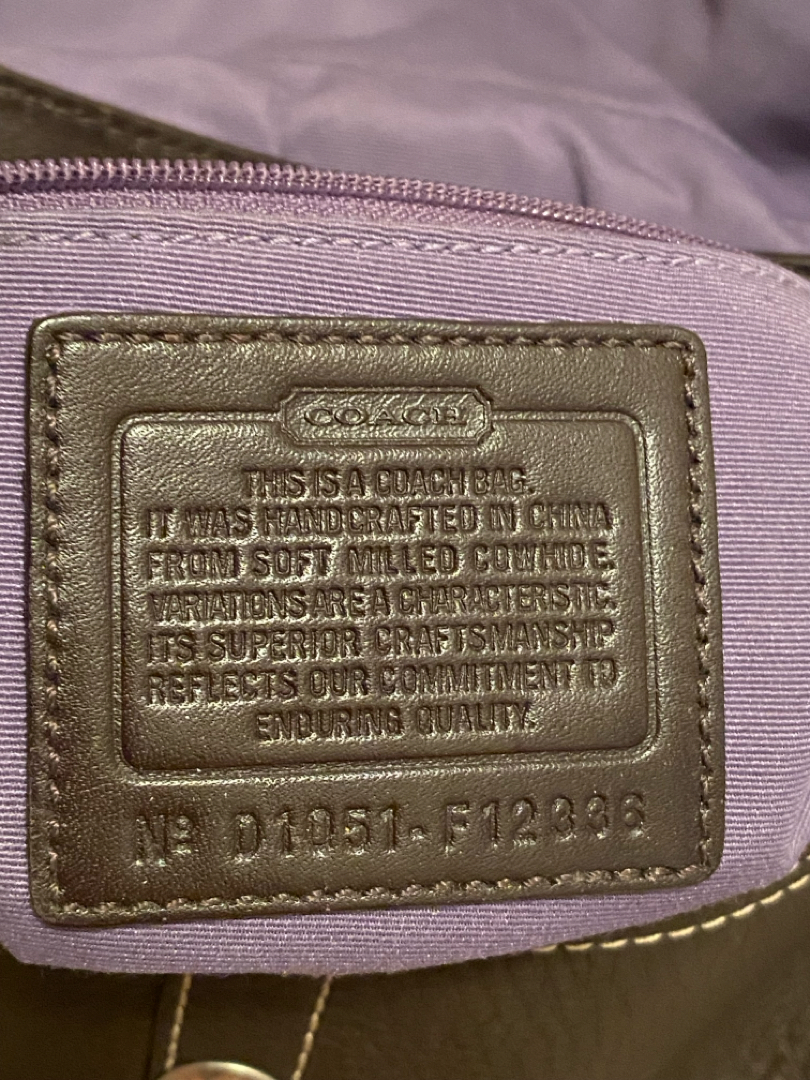 COACH
THIS IS A COACH BAG.
IT WAS HANDCRAFTED IN CHINA
FROM SOFT MILLED COWHIDE.
VARIATIONS ARE A CHARACTERISTIC.
ITS SUPERIOR CRAFTSMANSHIP
REFLECTS OUR COMMITMENT TO
ENDURING QUALITY.
Nº D1051-F12336